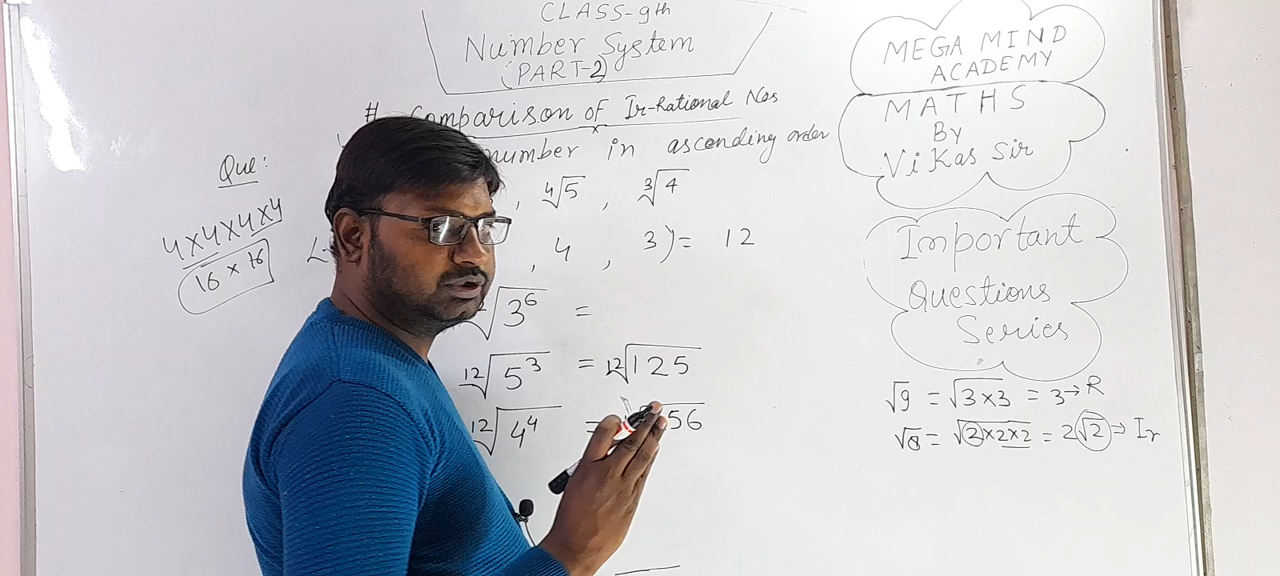 CLASS-9th
Number System
(PART-2)
# Comparison of Ir-Rational Nos
number in ascending order
Que:
, ∜5 , ∛4
4×4×4×4
16 × 16
L
, 4 , 3) = 12
√3⁶ =
¹²√5³ = ¹²√125
¹²√4⁴ = 56
MEGA MIND
ACADEMY
MATHS
By
Vikas Sir
Important
Questions
Series
√9 = √3×3 = 3→R
√8 = √2×2×2 = 2√2→Ir